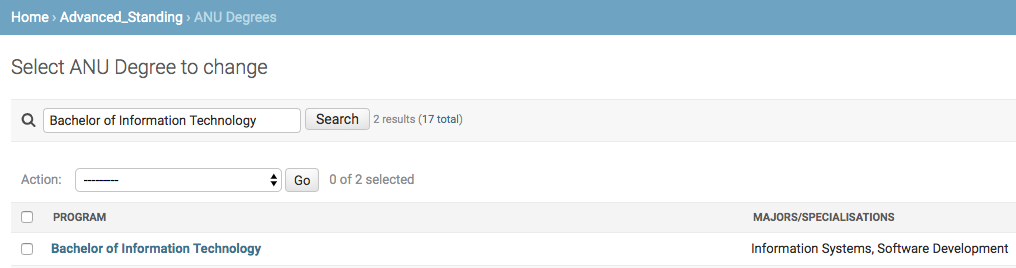 Home › Advanced_Standing › ANU Degrees
Select ANU Degree to change
Bachelor of Information Technology Search 2 results (17 total)
Action: --------- Go 0 of 2 selected
PROGRAM MAJORS/SPECIALISATIONS
Bachelor of Information Technology Information Systems, Software Development